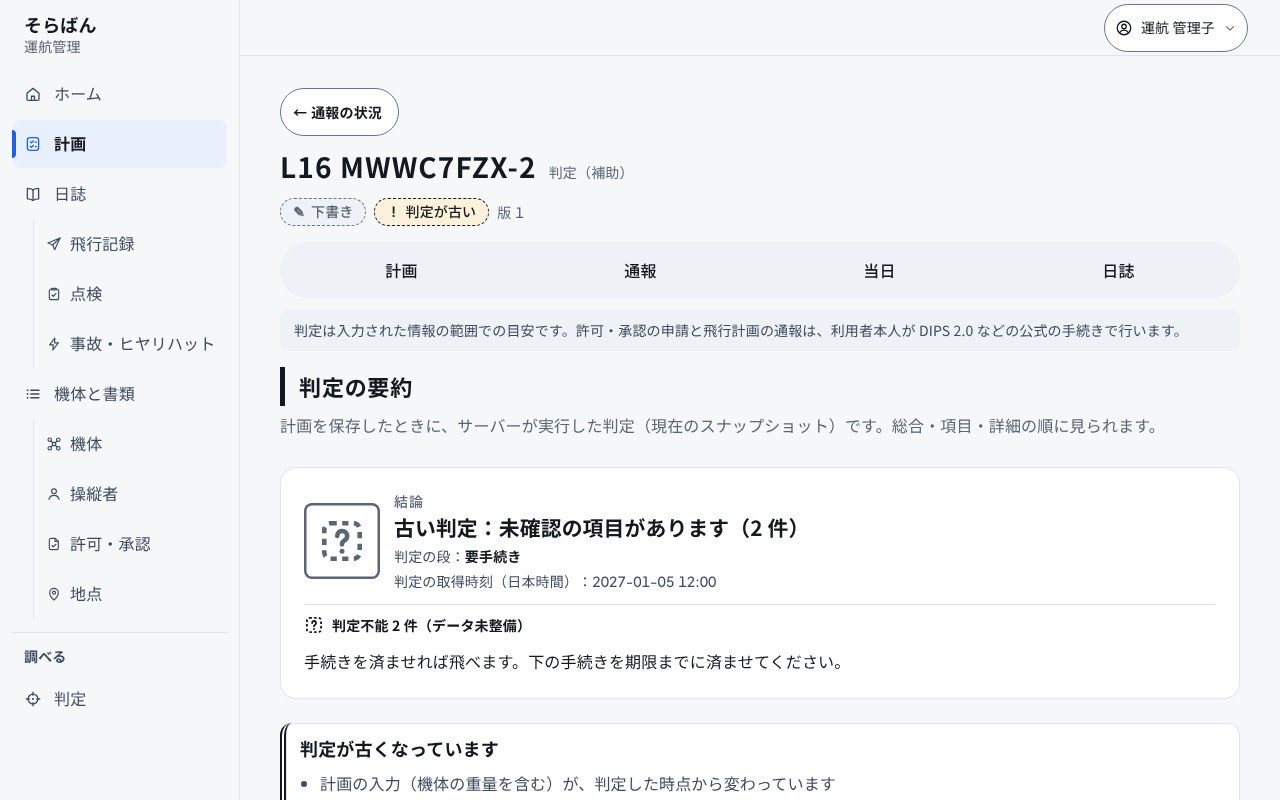 そらばん
運航管理
ホーム
計画
日誌
飛行記録
点検
事故・ヒヤリハット
機体と書類
機体
操縦者
許可・承認
地点
調べる
判定
運航 管理子
← 通報の状況
L16 MWWC7FZX-2 判定（補助）
✎ 下書き ! 判定が古い 版 1
計画 通報 当日 日誌
判定は入力された情報の範囲での目安です。許可・承認の申請と飛行計画の通報は、利用者本人が DIPS 2.0 などの公式の手続きで行います。
判定の要約
計画を保存したときに、サーバーが実行した判定（現在のスナップショット）です。総合・項目・詳細の順に見られます。
結論
古い判定：未確認の項目があります（2 件）
判定の段：要手続き
判定の取得時刻（日本時間）：2027-01-05 12:00
判定不能 2 件（データ未整備）
手続きを済ませれば飛べます。下の手続きを期限までに済ませてください。
判定が古くなっています
• 計画の入力（機体の重量を含む）が、判定した時点から変わっています